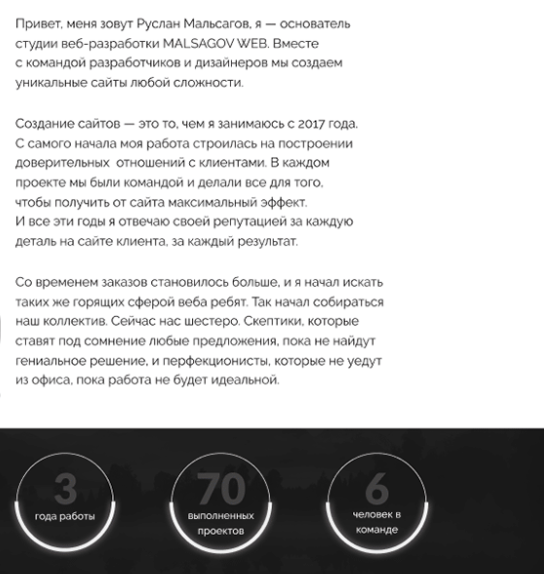 Привет, меня зовут Руслан Мальсагов, я — основатель
студии веб-разработки MALSAGOV WEB. Вместе
с командой разработчиков и дизайнеров мы создаем
уникальные сайты любой сложности.
Создание сайтов — это то, чем я занимаюсь с 2017 года.
С самого начала моя работа строилась на построении
доверительных отношений с клиентами. В каждом
проекте мы были командой и делали все для того,
чтобы получить от сайта максимальный эффект.
И все эти годы я отвечаю своей репутацией за каждую
деталь на сайте клиента, за каждый результат.
Со временем заказов становилось больше, и я начал искать
таких же горящих сферой веба ребят. Так начал собираться
наш коллектив. Сейчас нас шестеро. Скептики, которые
ставят под сомнение любые предложения, пока не найдут
гениальное решение, и перфекционисты, которые не уедут
из офиса, пока работа не будет идеальной.
3
года работы
70
выполненных
проектов
6
человек в
команде